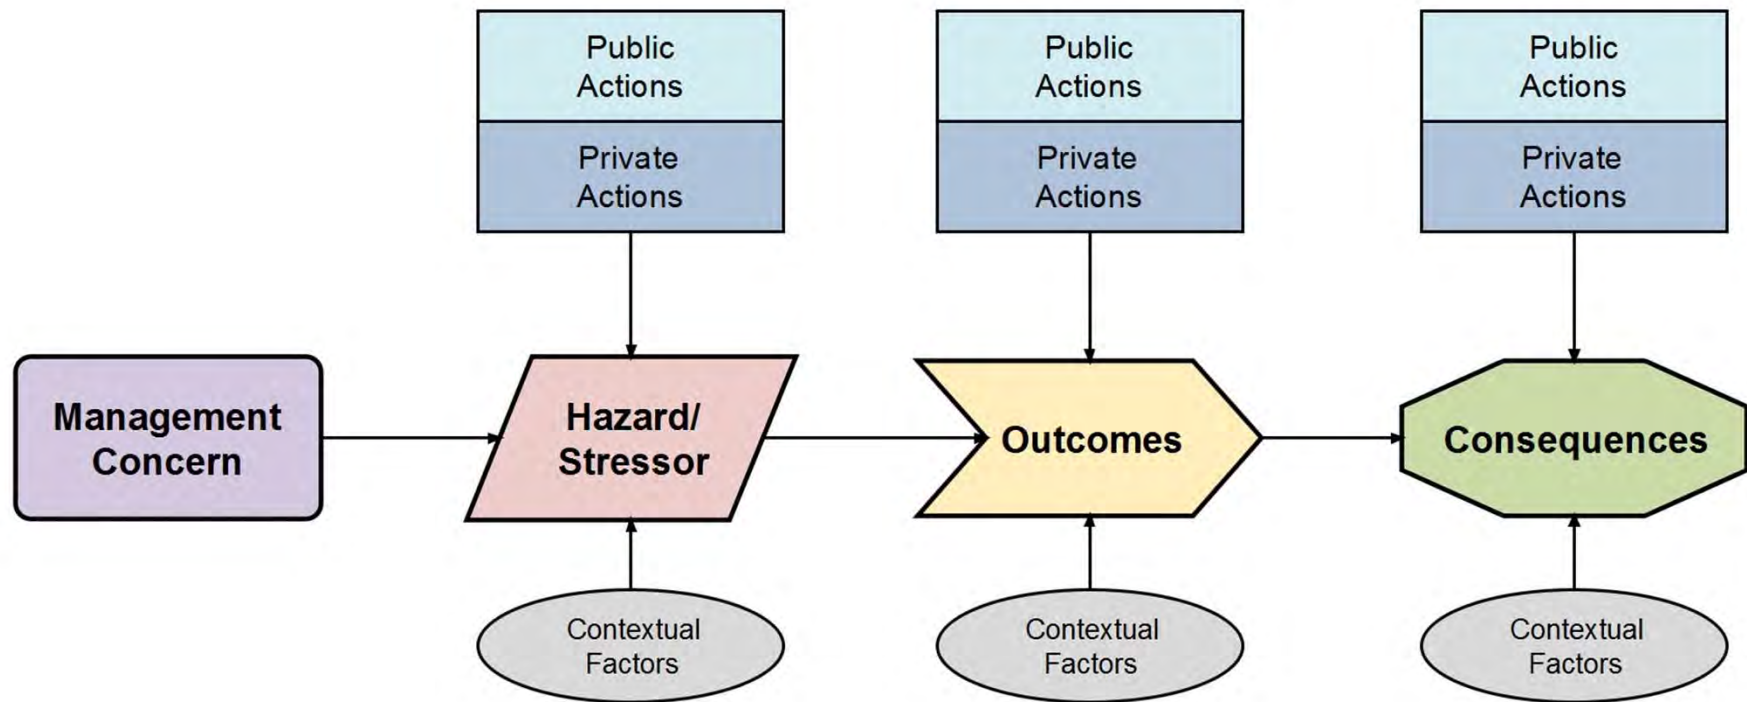 Public
Actions
Private
Actions
Public
Actions
Private
Actions
Public
Actions
Private
Actions
Management
Concern
Hazard/
Stressor
Outcomes
Consequences
Contextual
Factors
Contextual
Factors
Contextual
Factors